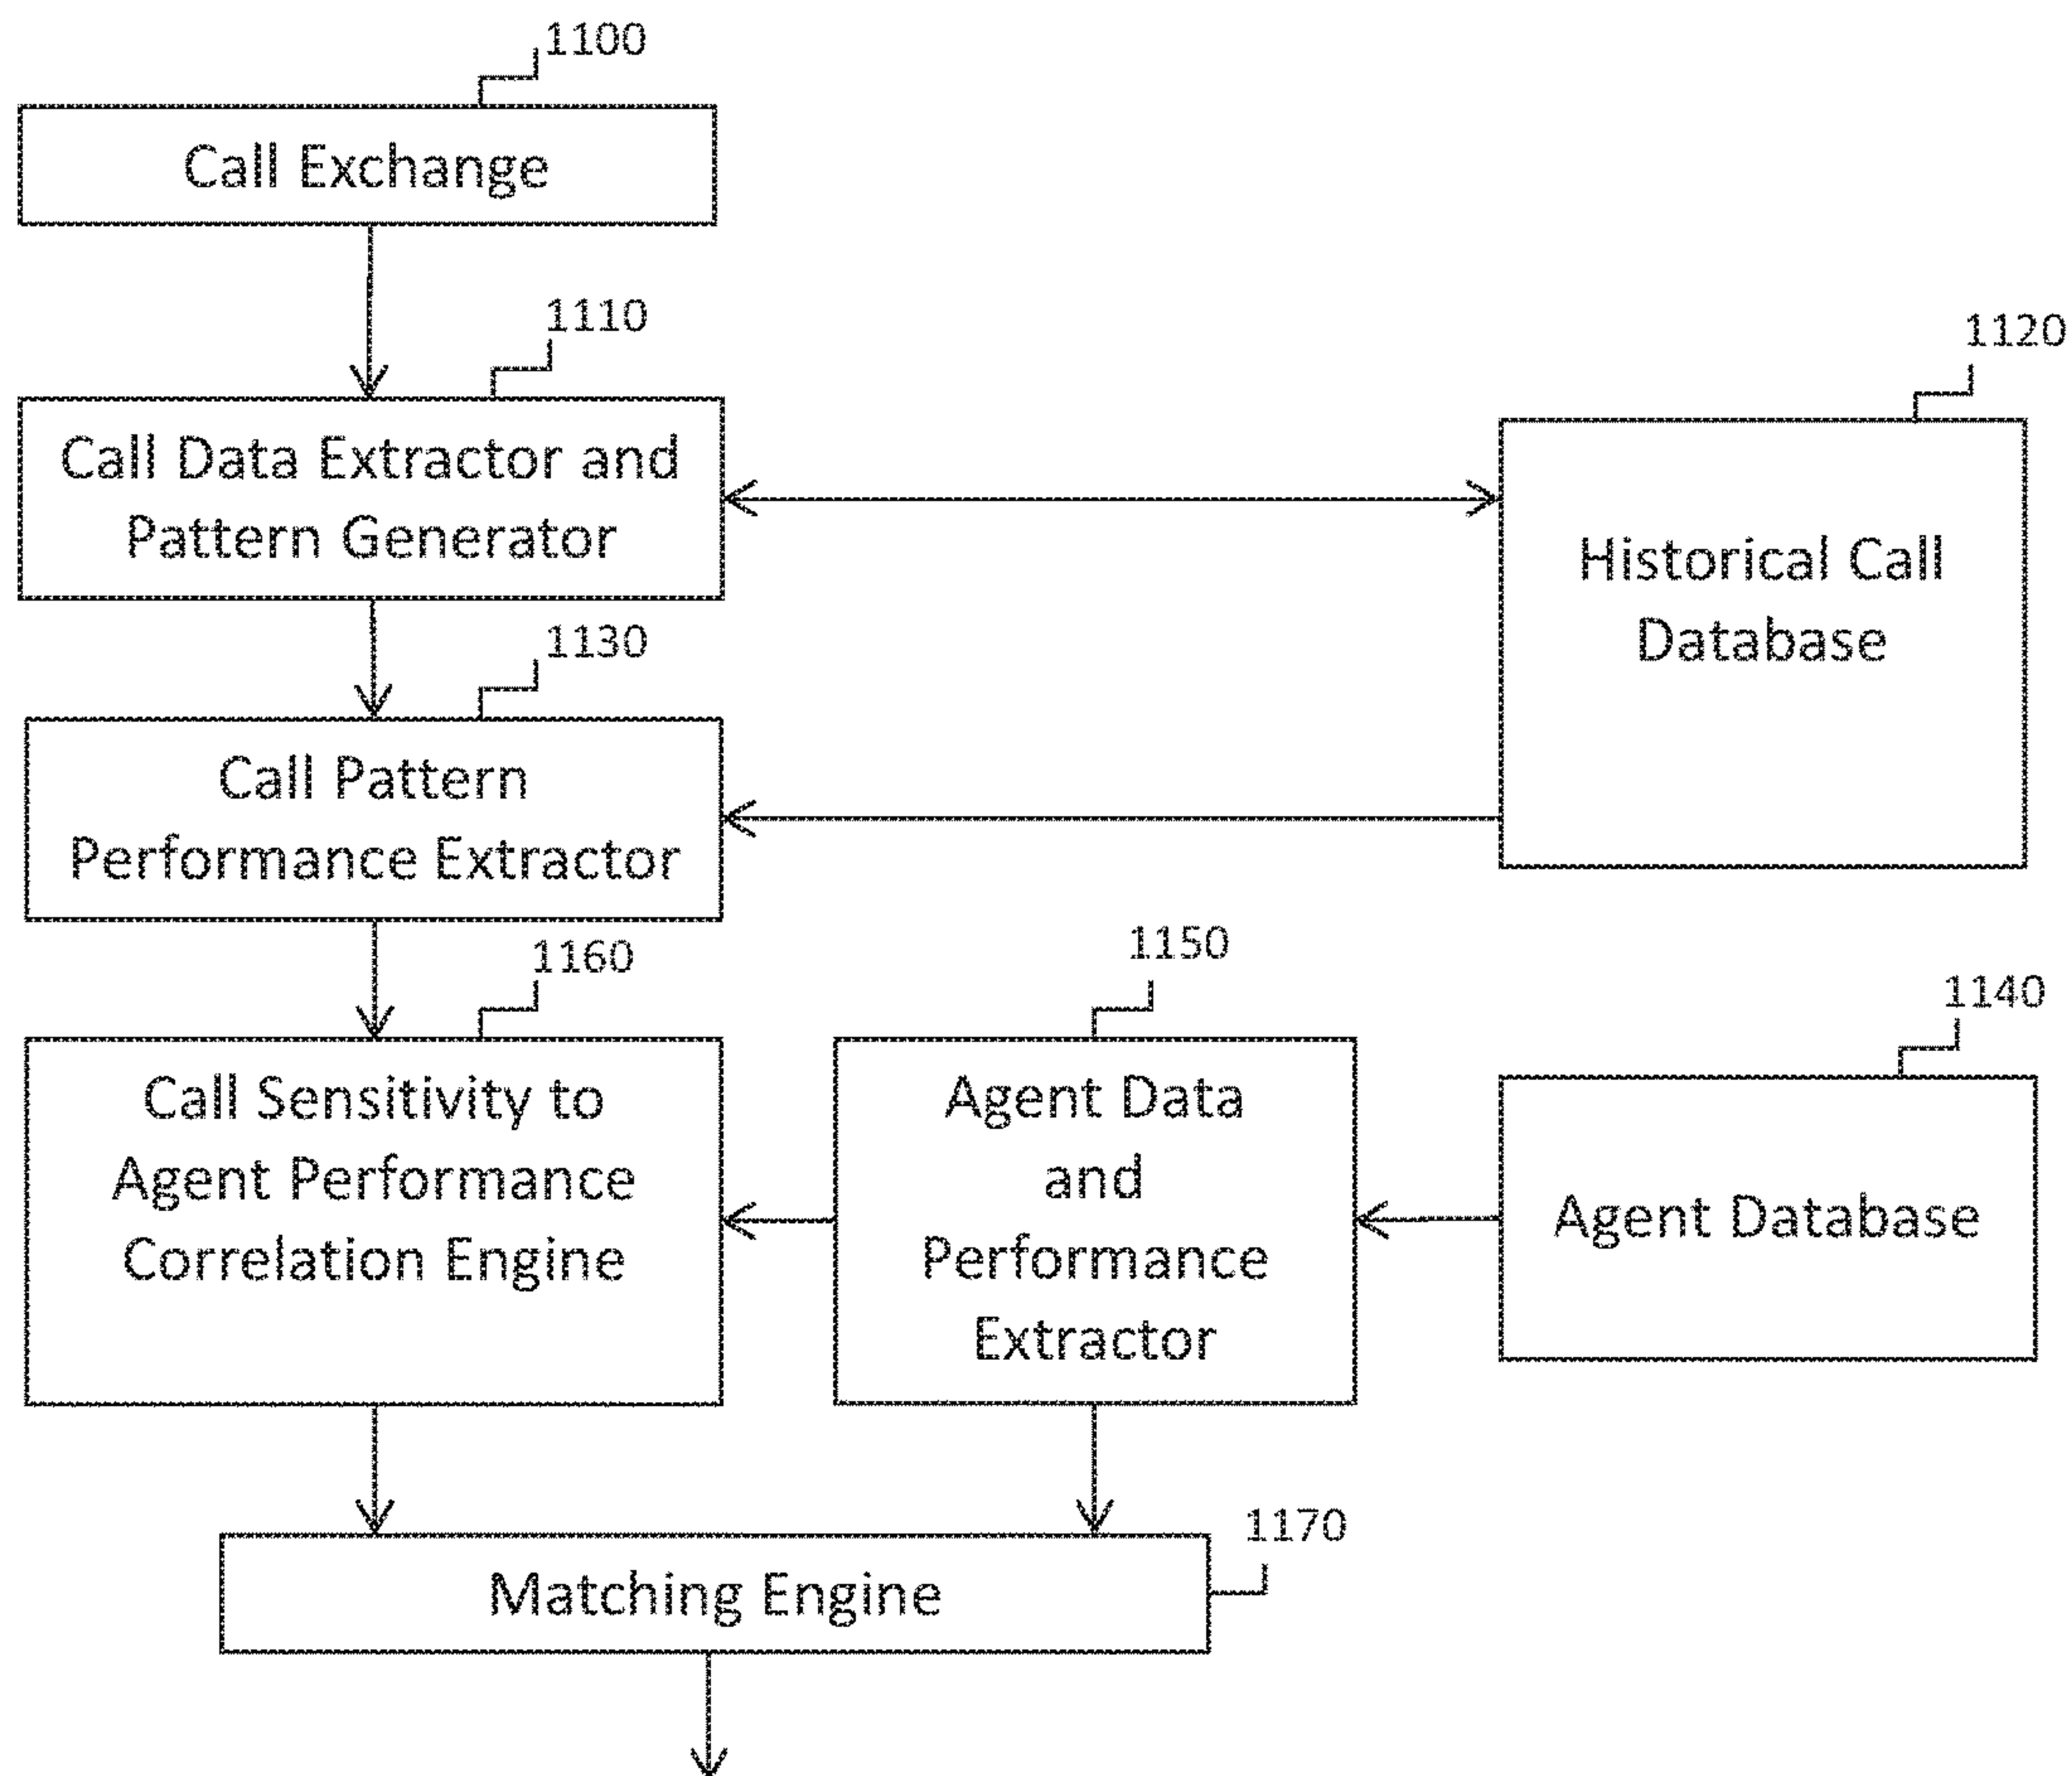 1100
Call Exchange
1110
1120
Call Data Extractor and
Pattern Generator
Historical Call
Database
1130
Call Pattern
Performance Extractor
1160
1150
1140
Call Sensitivity to
Agent Performance
Correlation Engine
Agent Data
and
Performance
Extractor
Agent Database
1170
Matching Engine